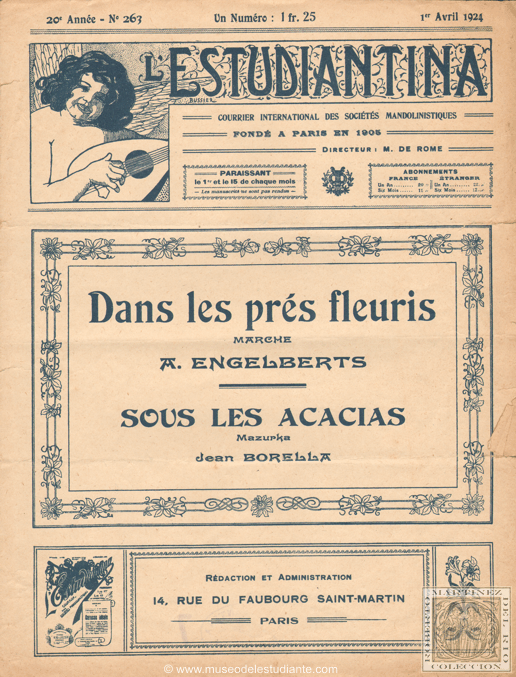 20e Année - No 263
Un Numéro : 1 fr. 25
1er Avril 1924
L'ESTUDIANTINA
BUSSIER
COURRIER INTERNATIONAL DES SOCIÉTÉS MANDOLINISTIQUES
FONDÉ A PARIS EN 1905
DIRECTEUR : M. DE ROME
PARAISSANT
le 1er et le 15 de chaque mois
Les manuscrits ne sont pas rendus
ABONNEMENTS
FRANCE
Un An
Six Mois
ÉTRANGER
Un An
Six Mois
Dans les prés fleuris
MARCHE
A. ENGELBERTS
SOUS LES ACACIAS
Mazurka
Jean BORELLA
RÉDACTION ET ADMINISTRATION
14, RUE DU FAUBOURG SAINT-MARTIN
PARIS
ROBERTO MARTINEZ DEL RIO
COLECCION
© www.museodelestudiante.com